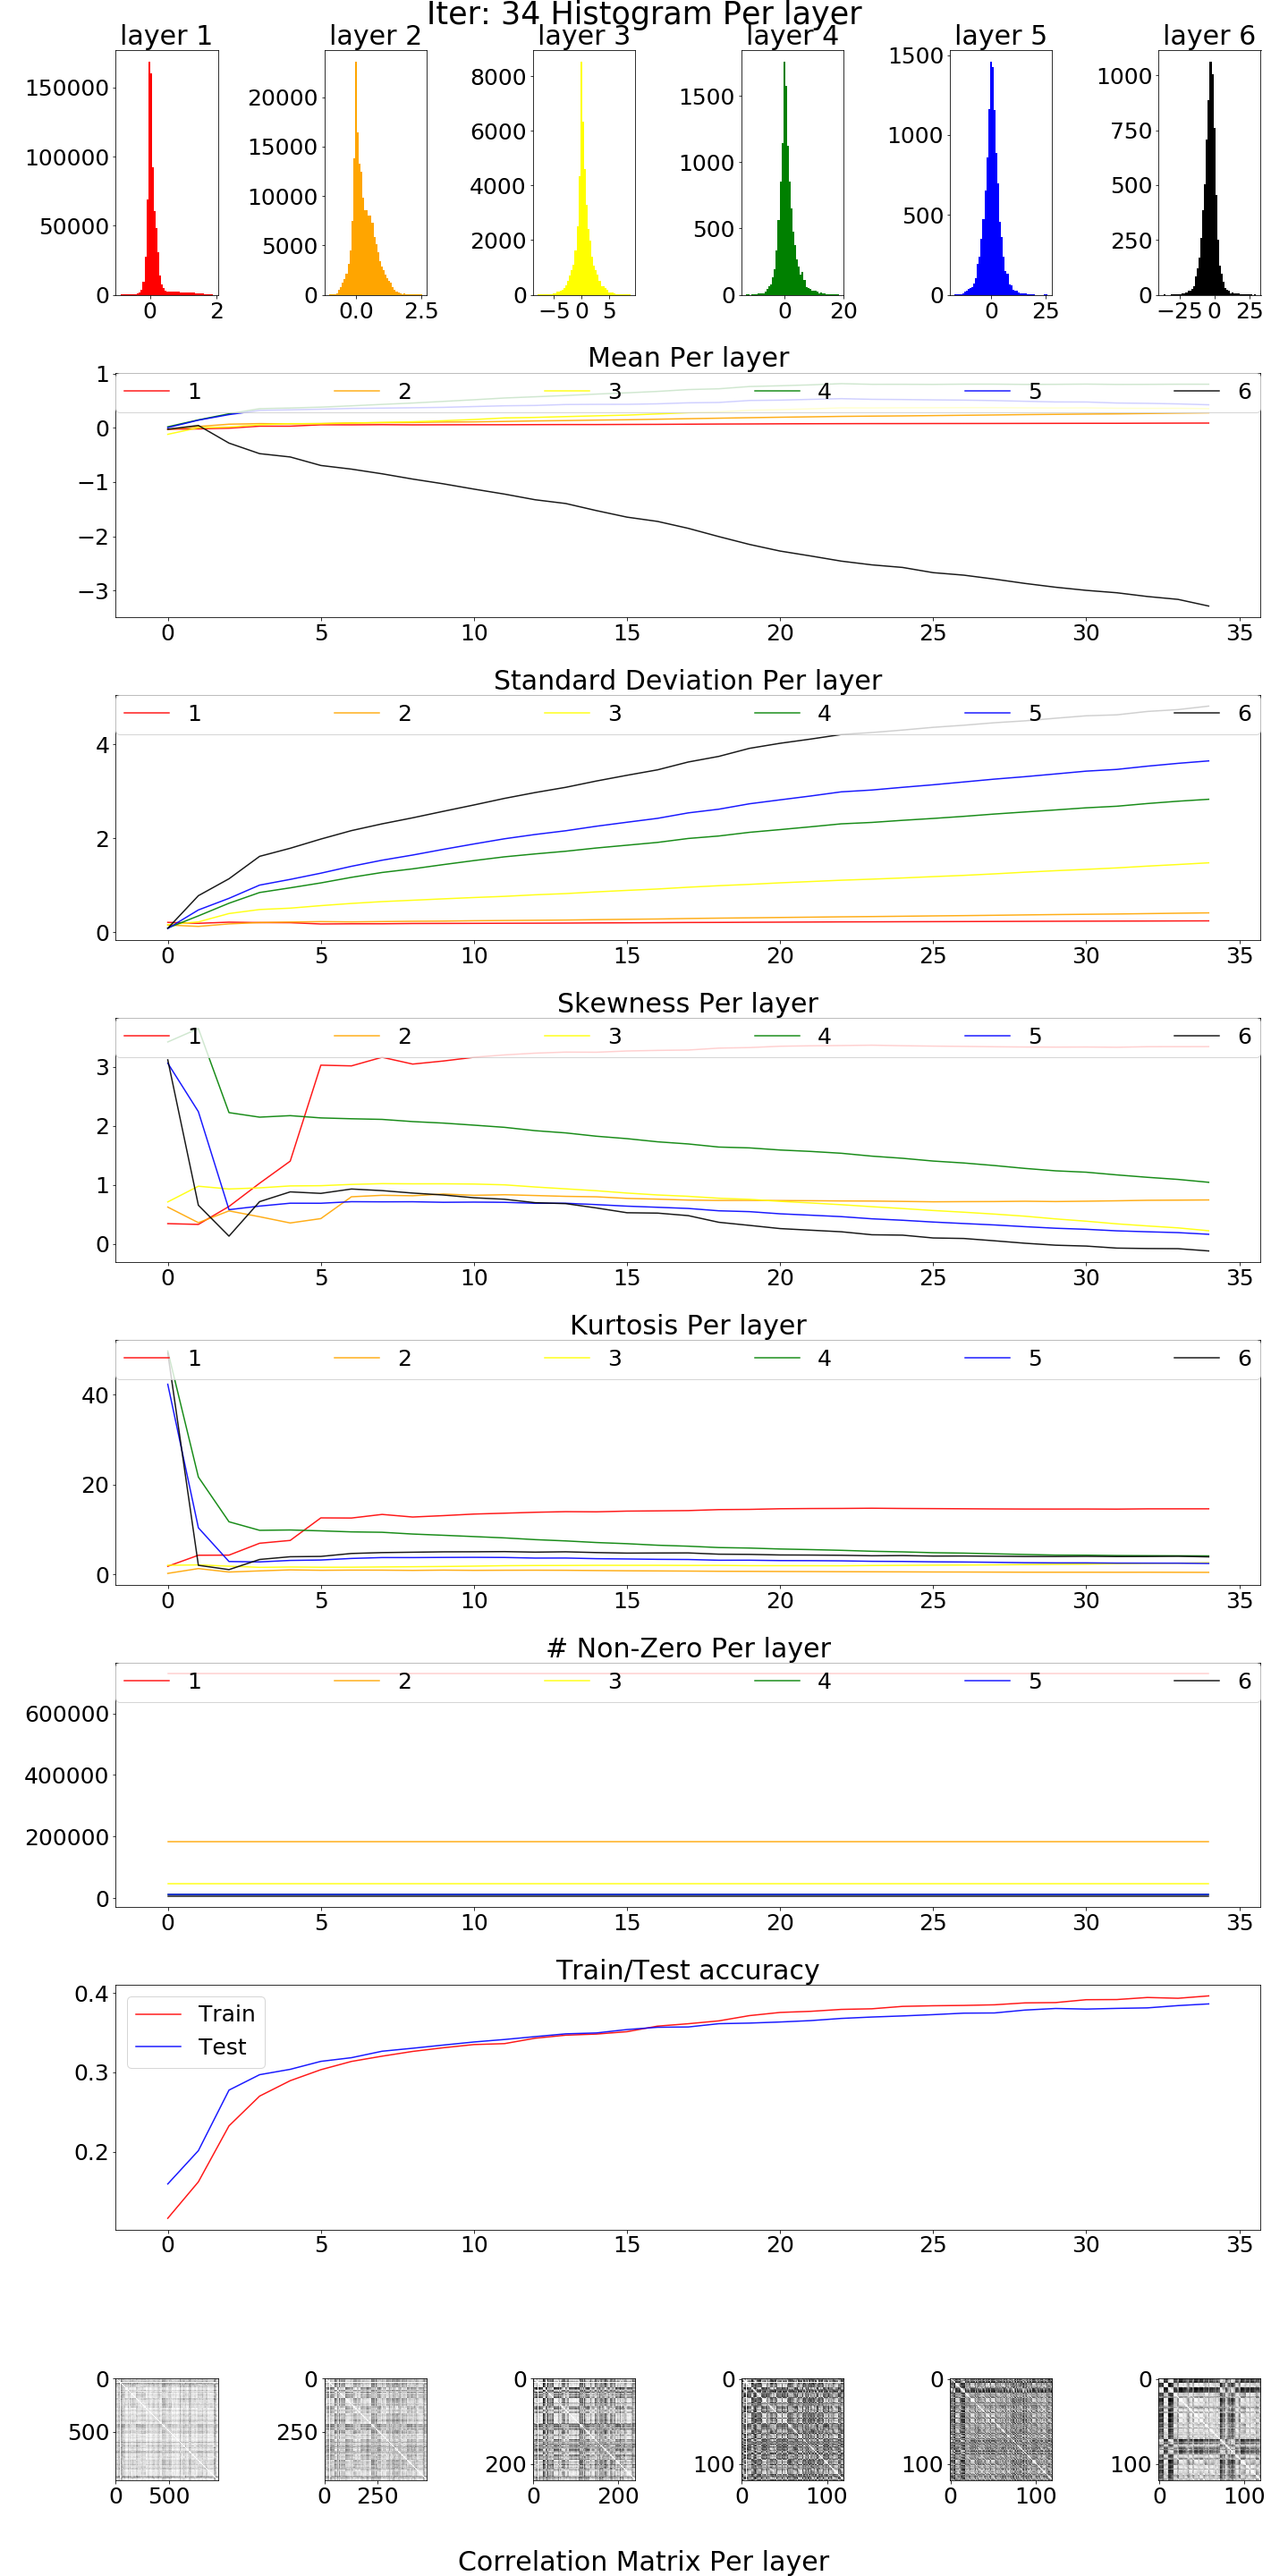 Iter: 34 Histogram Per layer
layer 1 layer 2 layer 3 layer 4 layer 5 layer 6
150000 100000 50000 0
0 2
20000 15000 10000 5000 0
0.0 2.5
8000 6000 4000 2000 0
−5 0 5
1500 1000 500 0
0 20
1500 1000 500 0
0 25
1000 750 500 250 0
−25 0 25
Mean Per layer
1 2 3 4 5 6
1
0
−1
−2
−3
0 5 10 15 20 25 30 35
Standard Deviation Per layer
1 2 3 4 5 6
4
2
0
0 5 10 15 20 25 30 35
Skewness Per layer
1 2 3 4 5 6
3
2
1
0
0 5 10 15 20 25 30 35
Kurtosis Per layer
1 2 3 4 5 6
40
20
0
0 5 10 15 20 25 30 35
# Non-Zero Per layer
1 2 3 4 5 6
600000
400000
200000
0
0 5 10 15 20 25 30 35
Train/Test accuracy
0.4
Train
Test
0.3
0.2
0 5 10 15 20 25 30 35
0 0 0 0 0 0
500 250 200 100 100 100
0 500 0 250 0 200 0 100 0 100 0 100
Correlation Matrix Per layer